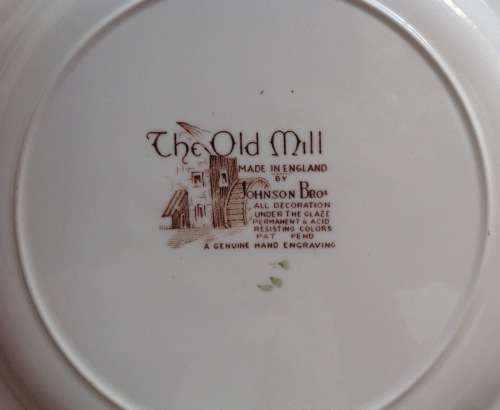 The Old Mill
MADE IN ENGLAND
BY
JOHNSON BROS
ALL DECORATION
UNDER THE GLAZE
PERMANENT & ACID
RESISTING COLORS
PAT PEND
A GENUINE HAND ENGRAVING